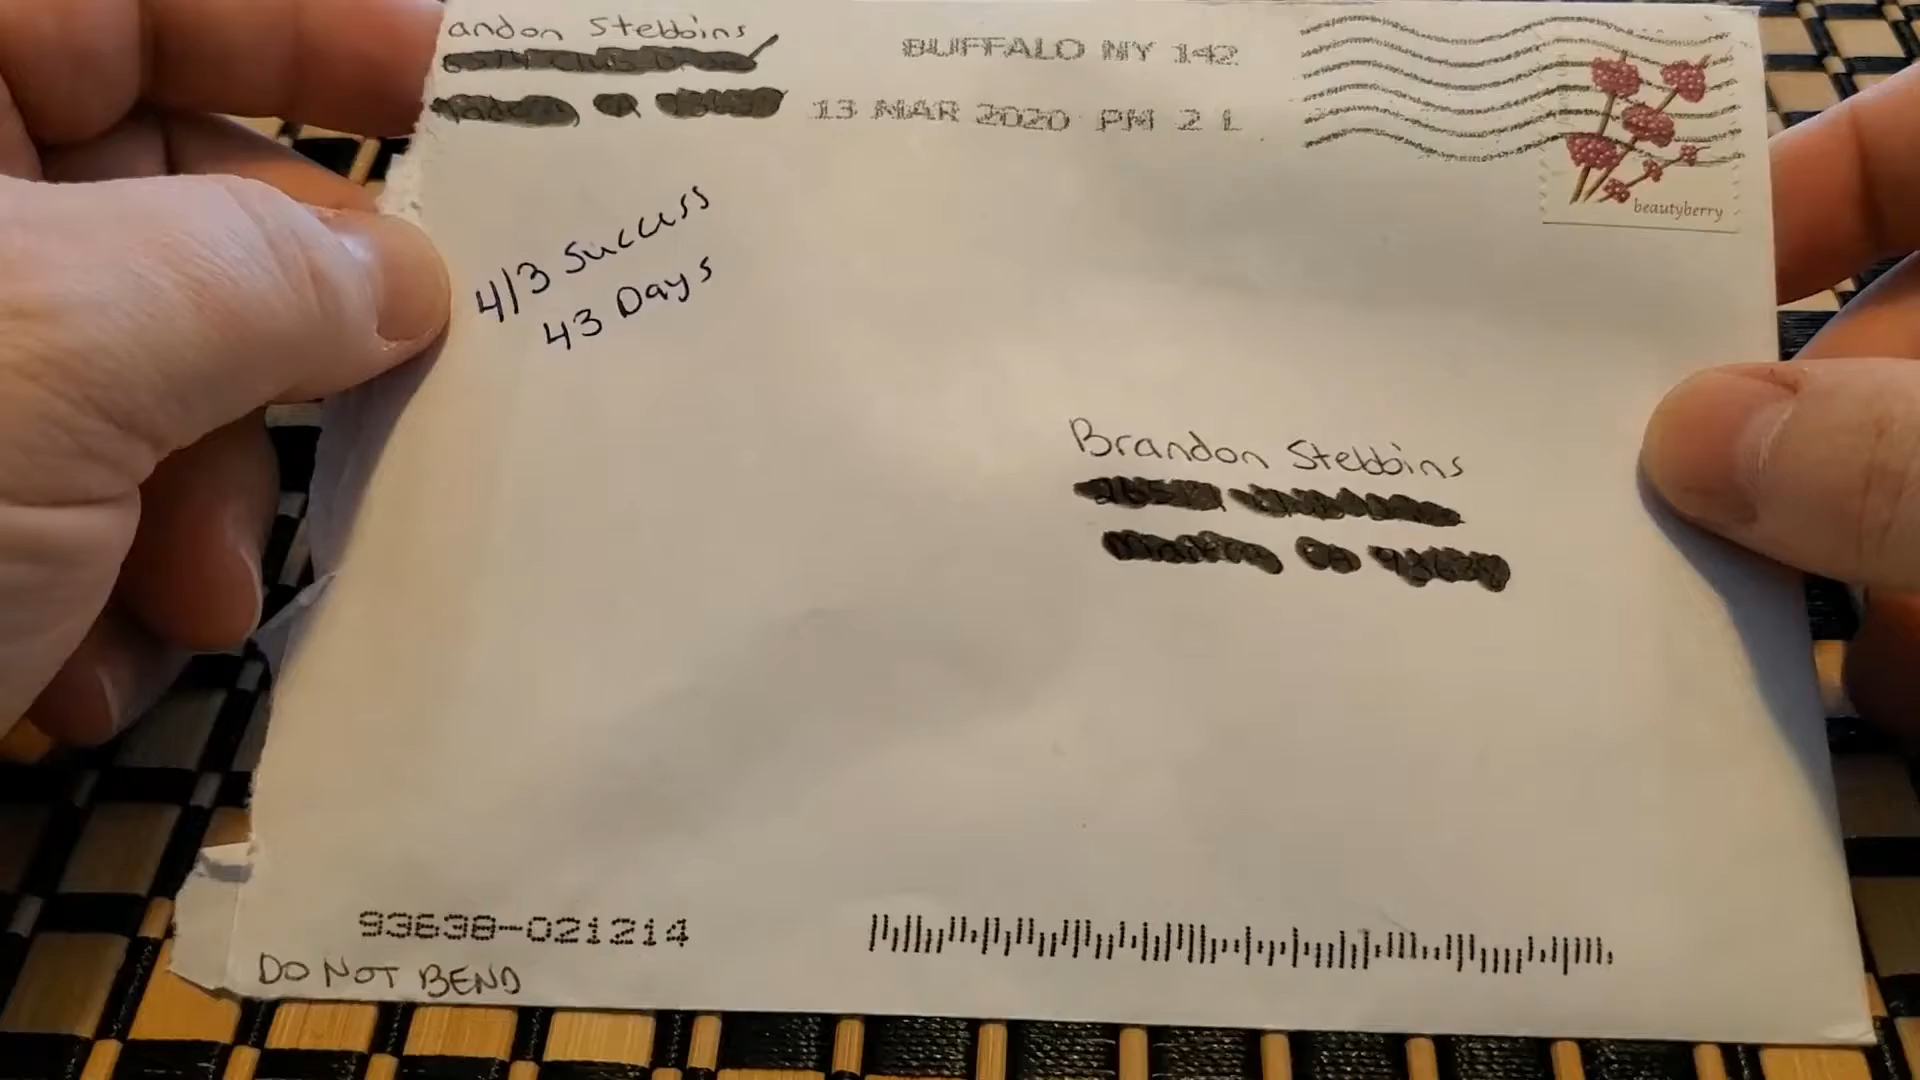 andon Stebbins
BUFFALO NY 142
13 MAR 2020 PM 2 L
beautyberry
4/3 Success
43 Days
Brandon Stebbins
93638-021214
DO NOT BEND